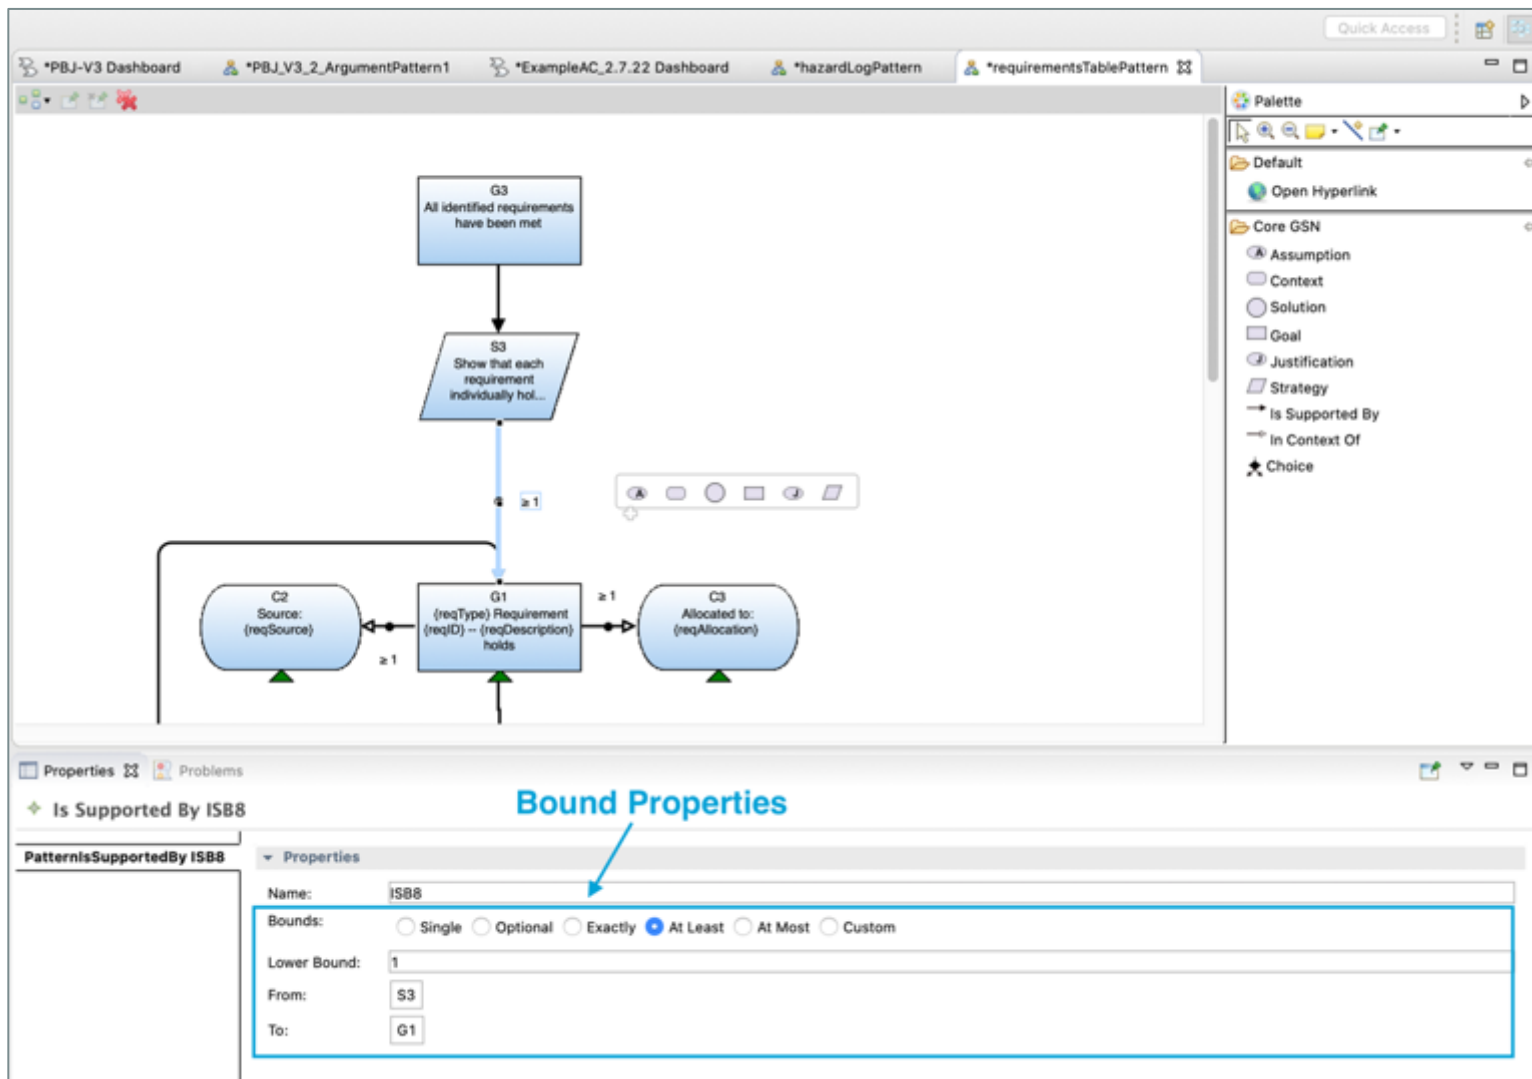 Quick Access
*PBJ-V3 Dashboard
*PBJ_V3_2_ArgumentPattern1
*ExampleAC_2.7.22 Dashboard
*hazardLogPattern
*requirementsTablePattern
Palette
Default
Open Hyperlink
Core GSN
A Assumption
Context
Solution
Goal
J Justification
Strategy
Is Supported By
In Context Of
Choice
G3
All identified requirements
have been met
S3
Show that each
requirement
individually hol...
≥ 1
A
J
C2
Source:
{reqSource}
≥ 1
G1
{reqType} Requirement
{reqID} -- {reqDescription}
holds
≥ 1
C3
Allocated to:
{reqAllocation}
Properties
Problems
Is Supported By ISB8
Bound Properties
PatternIsSupportedBy ISB8
Properties
Name: ISB8
Bounds: Single Optional Exactly At Least At Most Custom
Lower Bound: 1
From: S3
To: G1